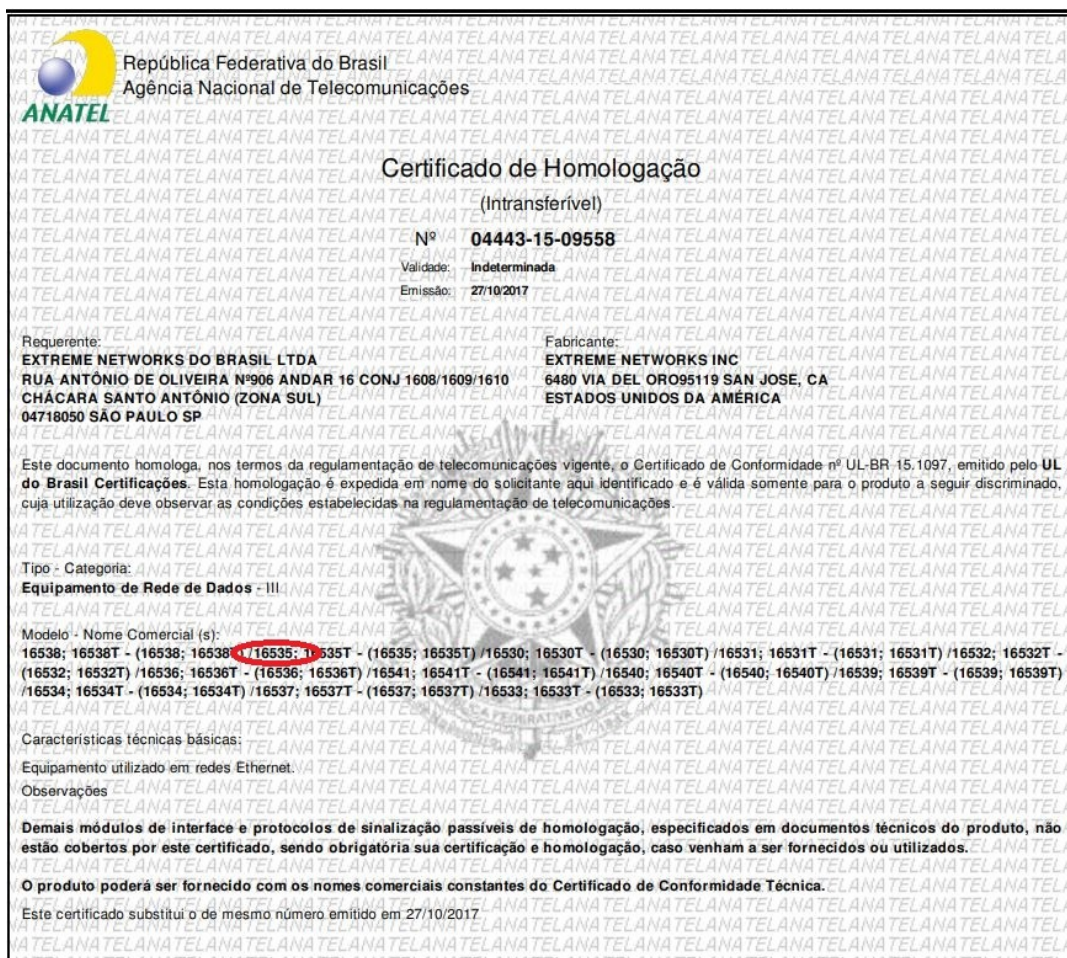 República Federativa do Brasil
Agência Nacional de Telecomunicações
ANATEL
Certificado de Homologação
(Intransferível)
Nº 04443-15-09558
Validade: Indeterminada
Emissão: 27/10/2017
Requerente:
EXTREME NETWORKS DO BRASIL LTDA
RUA ANTÔNIO DE OLIVEIRA Nº906 ANDAR 16 CONJ 1608/1609/1610
CHÁCARA SANTO ANTÔNIO (ZONA SUL)
04718050 SÃO PAULO SP
Fabricante:
EXTREME NETWORKS INC
6480 VIA DEL ORO95119 SAN JOSE, CA
ESTADOS UNIDOS DA AMÉRICA
Este documento homologa, nos termos da regulamentação de telecomunicações vigente, o Certificado de Conformidade nº UL-BR 15.1097, emitido pelo UL
do Brasil Certificações. Esta homologação é expedida em nome do solicitante aqui identificado e é válida somente para o produto a seguir discriminado,
cuja utilização deve observar as condições estabelecidas na regulamentação de telecomunicações.
Tipo - Categoria:
Equipamento de Rede de Dados - III
Modelo - Nome Comercial (s):
16538; 16538T - (16538; 16538T) /16535; 16535T - (16535; 16535T) /16530; 16530T - (16530; 16530T) /16531; 16531T - (16531; 16531T) /16532; 16532T -
(16532; 16532T) /16536; 16536T - (16536; 16536T) /16541; 16541T - (16541; 16541T) /16540; 16540T - (16540; 16540T) /16539; 16539T - (16539; 16539T)
/16534; 16534T - (16534; 16534T) /16537; 16537T - (16537; 16537T) /16533; 16533T - (16533; 16533T)
Características técnicas básicas:
Equipamento utilizado em redes Ethernet.
Observações
Demais módulos de interface e protocolos de sinalização passíveis de homologação, especificados em documentos técnicos do produto, não
estão cobertos por este certificado, sendo obrigatória sua certificação e homologação, caso venham a ser fornecidos ou utilizados.
O produto poderá ser fornecido com os nomes comerciais constantes do Certificado de Conformidade Técnica.
Este certificado substitui o de mesmo número emitido em 27/10/2017